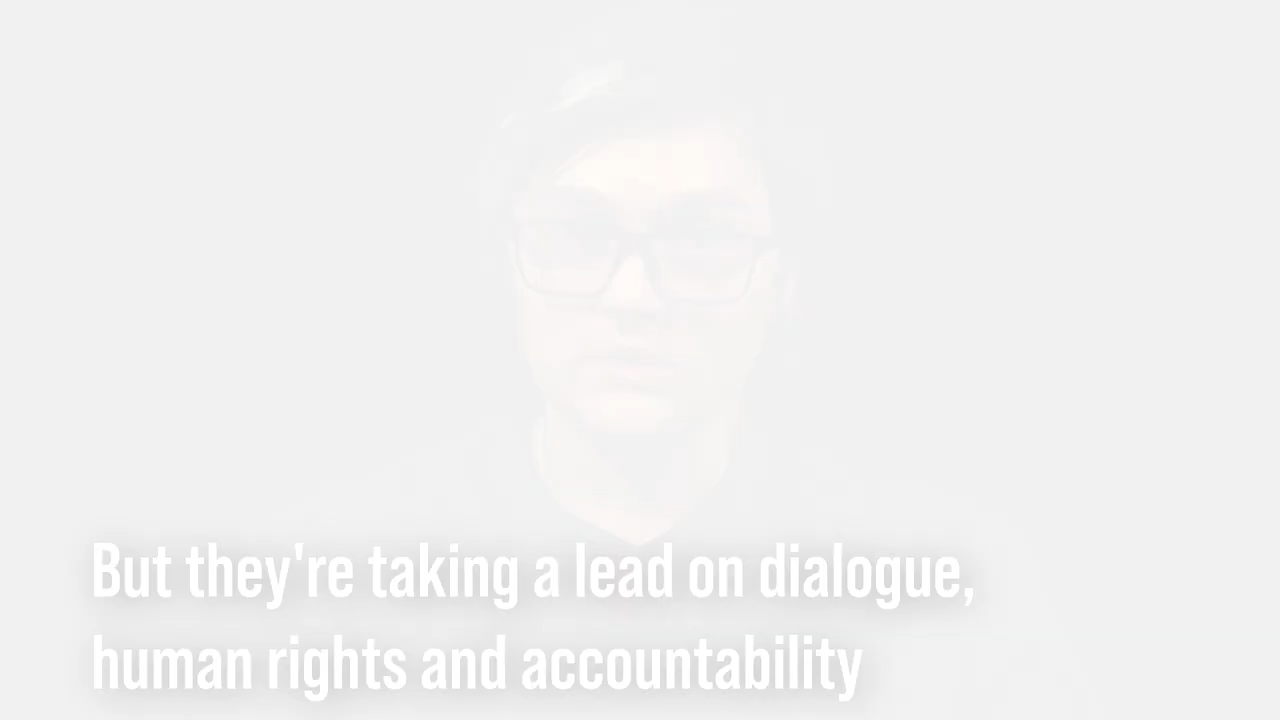 But they're taking a lead on dialogue,
human rights and accountability